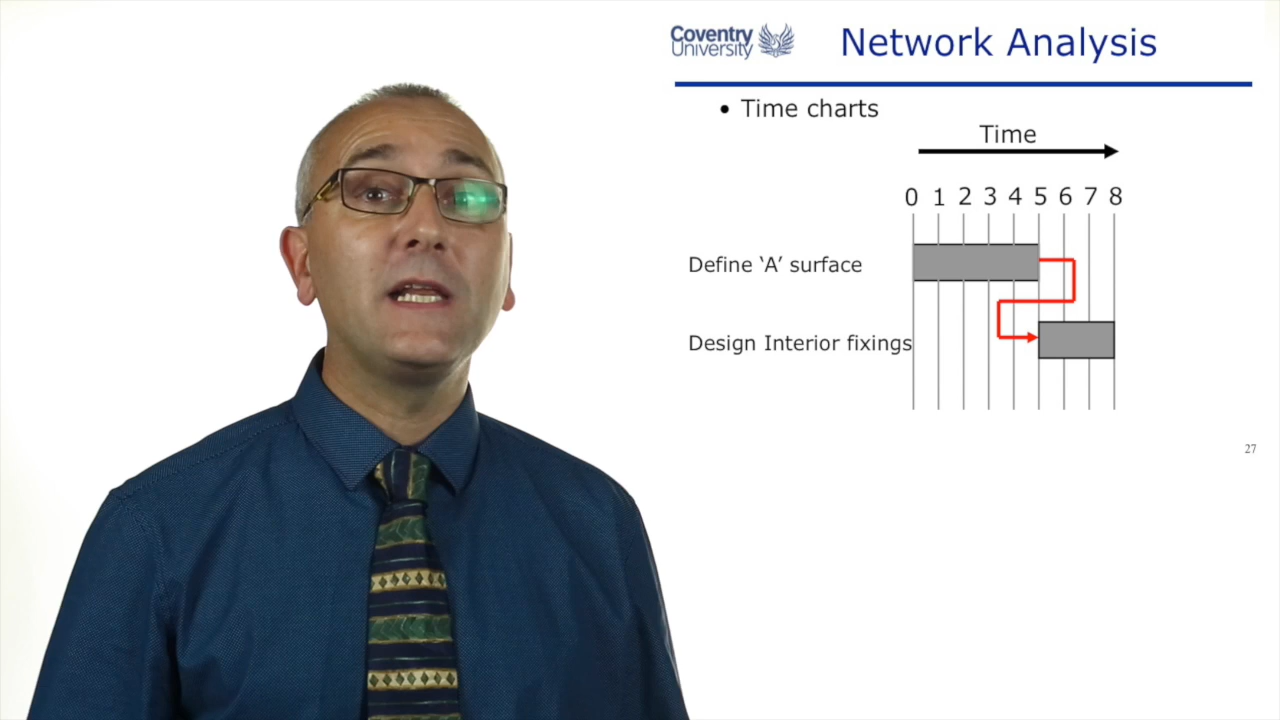 Coventry
University
Network Analysis
• Time charts
Time
0 1 2 3 4 5 6 7 8
Define ‘A’ surface
Design Interior fixings
27